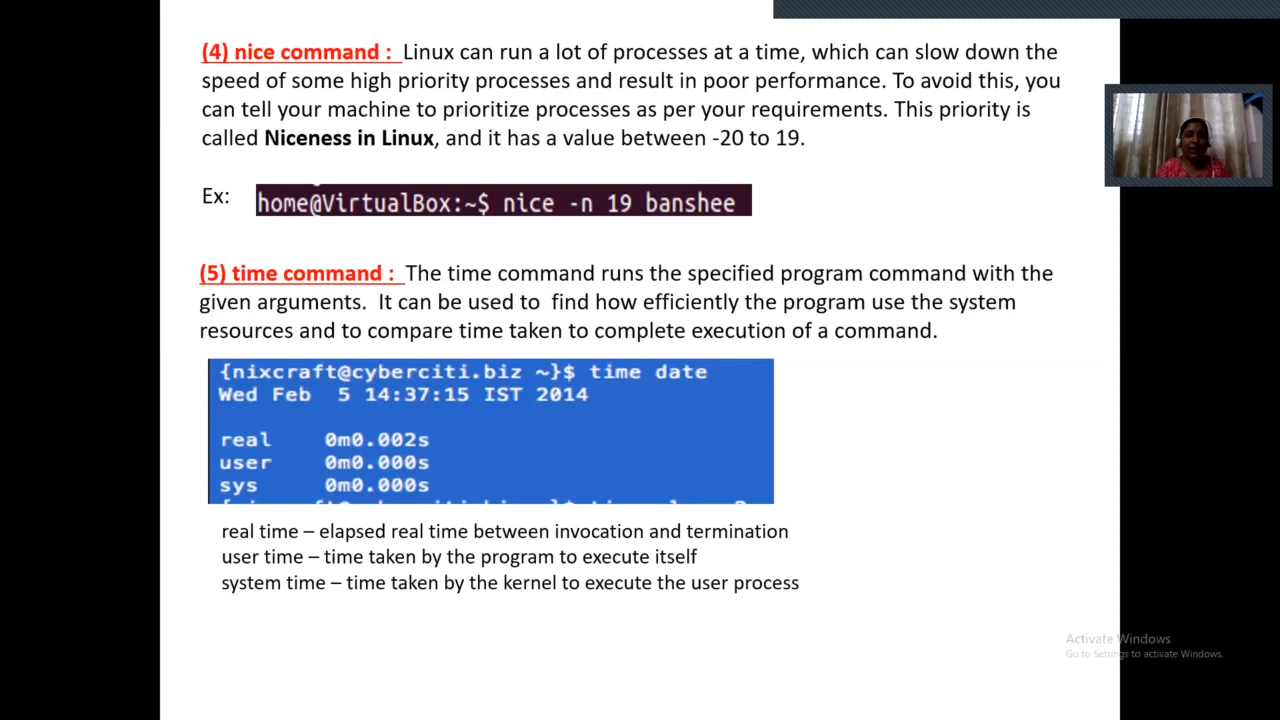 (4) nice command : Linux can run a lot of processes at a time, which can slow down the
speed of some high priority processes and result in poor performance. To avoid this, you
can tell your machine to prioritize processes as per your requirements. This priority is
called Niceness in Linux, and it has a value between -20 to 19.
Ex:
home@VirtualBox:~$ nice -n 19 banshee
(5) time command : The time command runs the specified program command with the
given arguments. It can be used to find how efficiently the program use the system
resources and to compare time taken to complete execution of a command.
{nixcraft@cyberciti.biz ~}$ time date
Wed Feb 5 14:37:15 IST 2014
real 0m0.002s
user 0m0.000s
sys 0m0.000s
real time – elapsed real time between invocation and termination
user time – time taken by the program to execute itself
system time – time taken by the kernel to execute the user process
Activate Windows
Go to Settings to activate Windows.